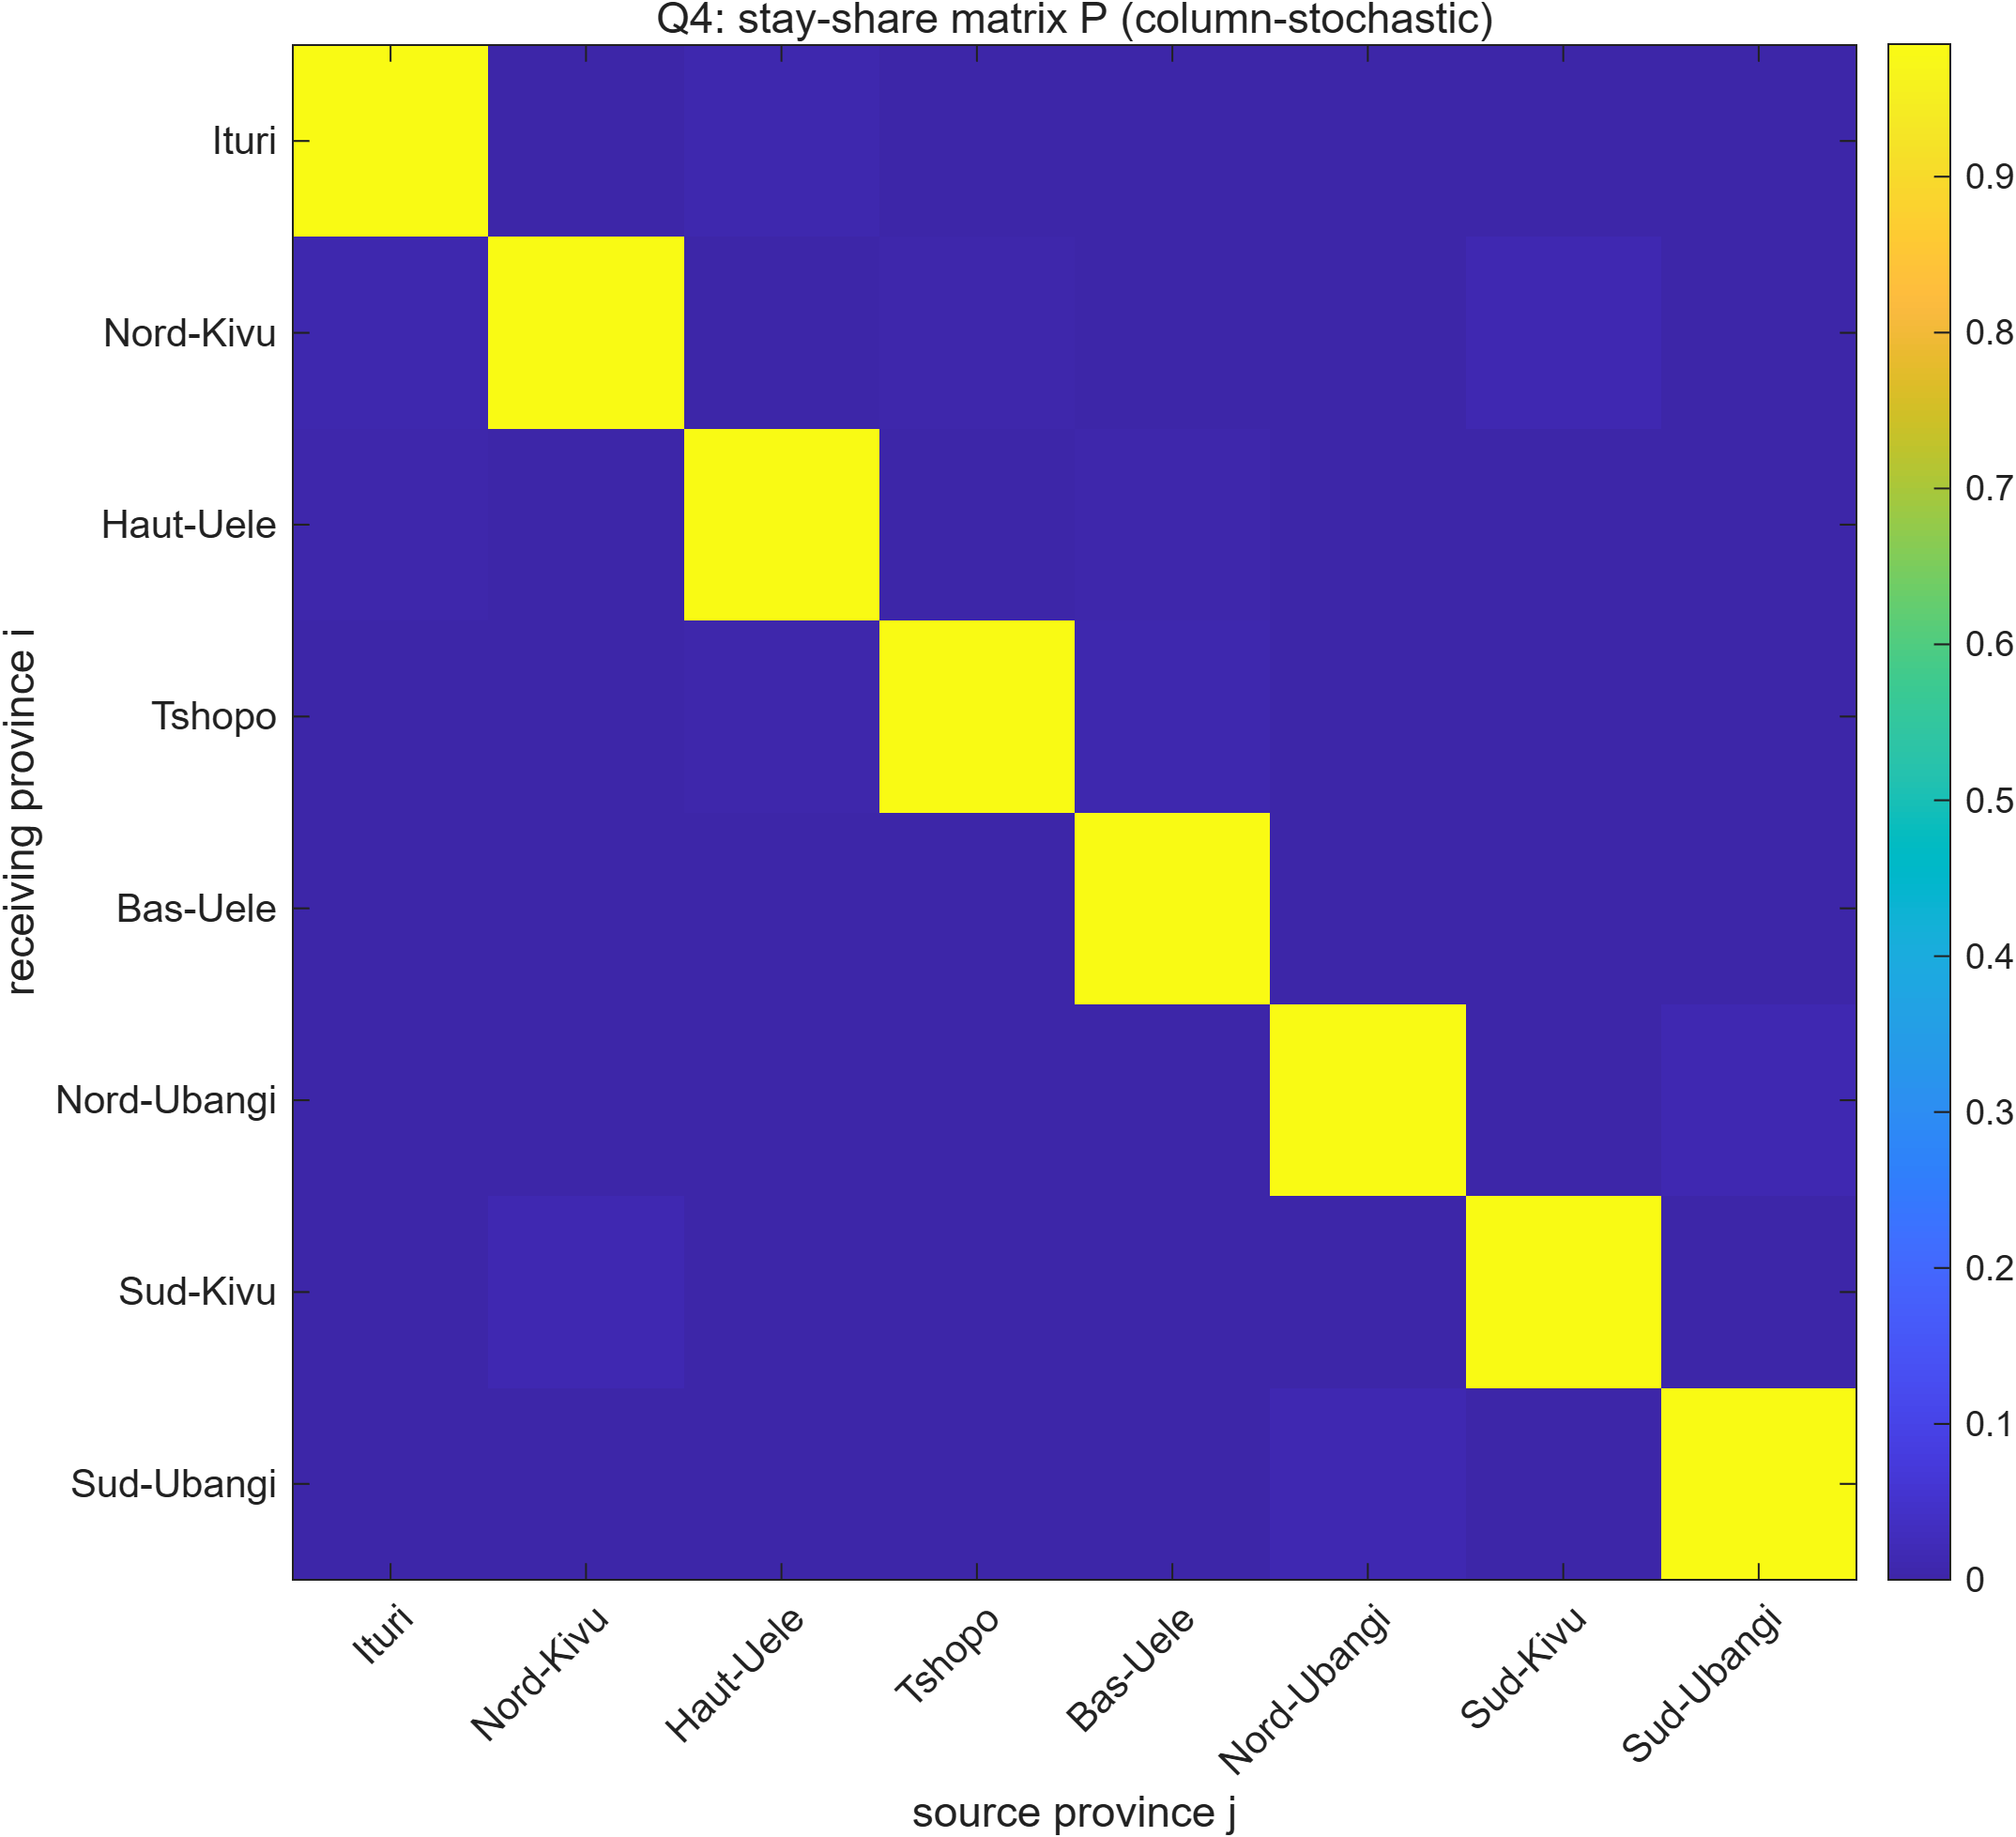 Q4: stay-share matrix P (column-stochastic)
receiving province i
Ituri
Nord-Kivu
Haut-Uele
Tshopo
Bas-Uele
Nord-Ubangi
Sud-Kivu
Sud-Ubangi
0.9
0.8
0.7
0.6
0.5
0.4
0.3
0.2
0.1
0
Ituri
Nord-Kivu
Haut-Uele
Tshopo
Bas-Uele
Nord-Ubangi
Sud-Kivu
Sud-Ubangi
source province j